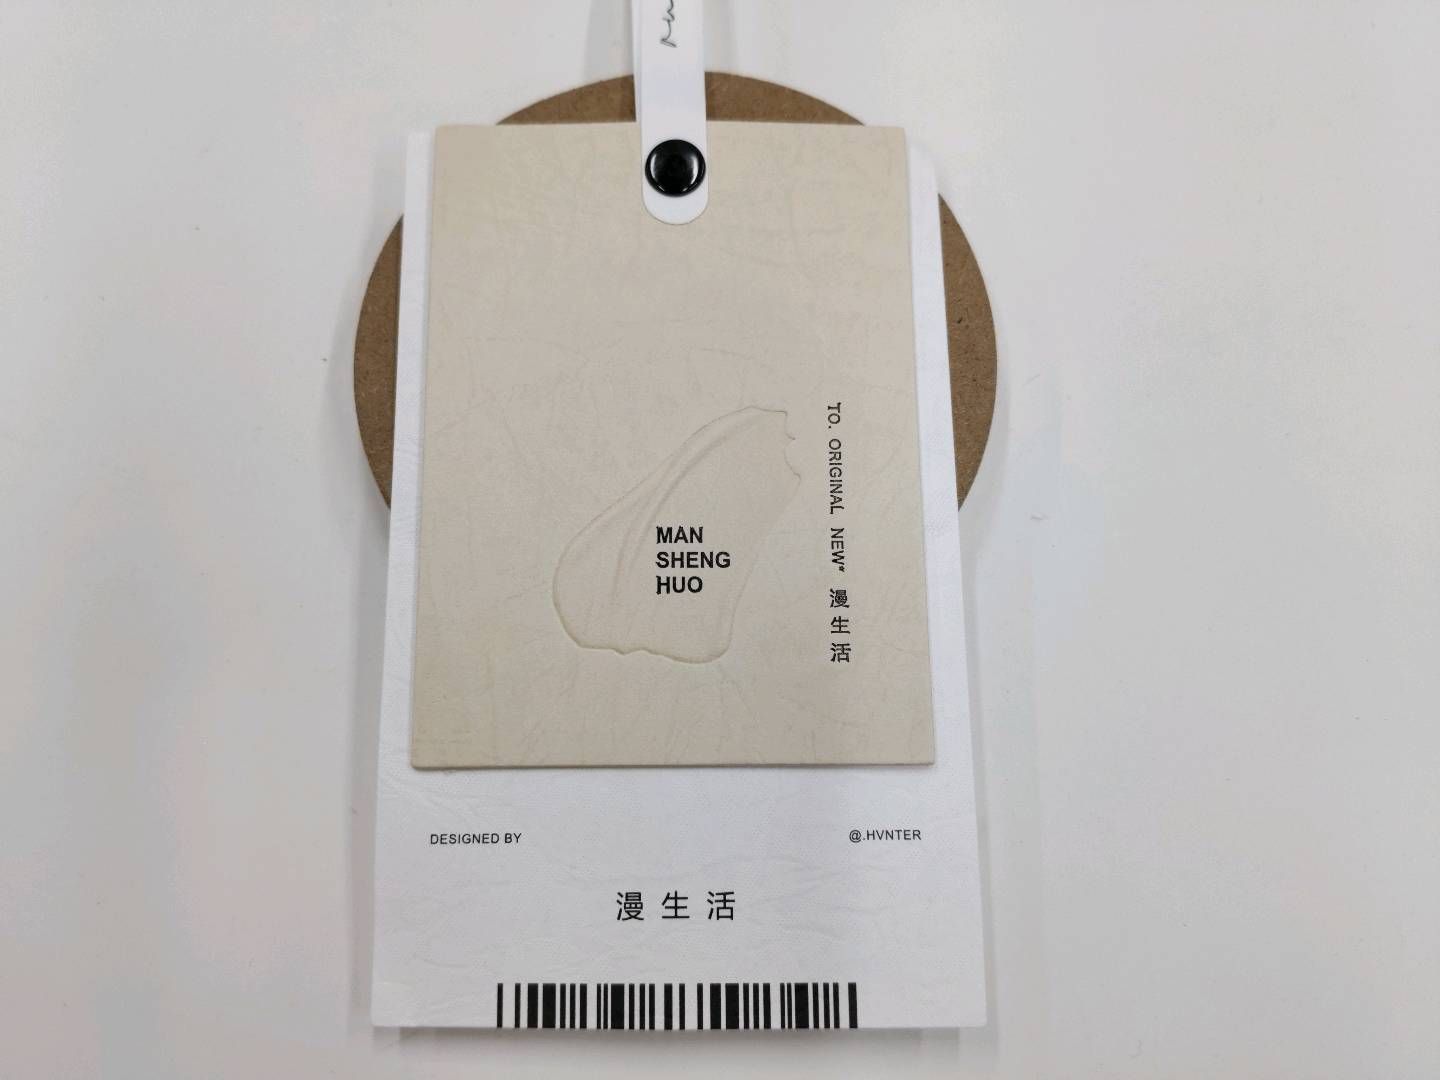 MAN
SHENG
HUO
TO. ORIGINAL NEW" 漫生活
DESIGNED BY
@.HVNTER
漫生活